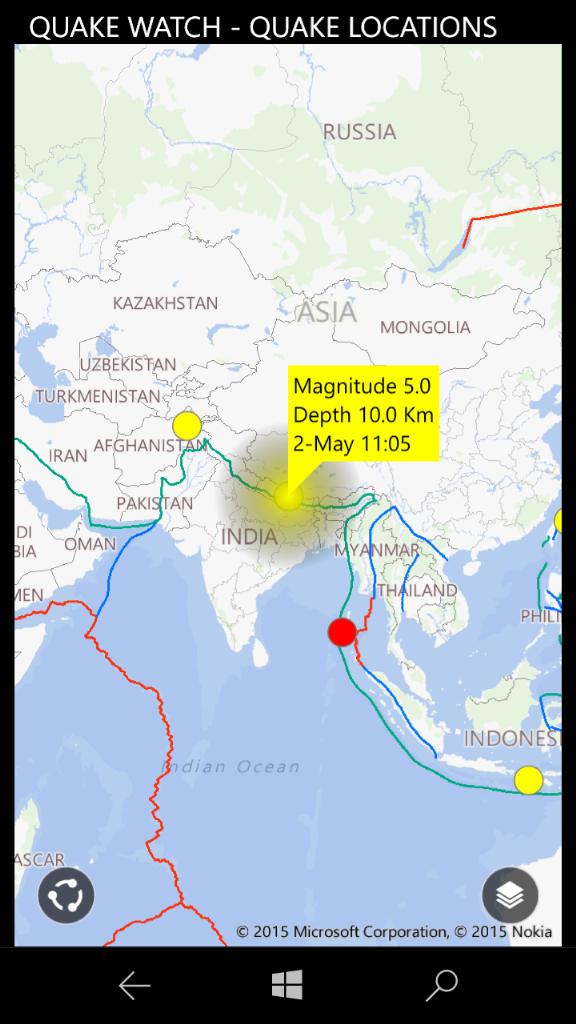 QUAKE WATCH - QUAKE LOCATIONS
RUSSIA
KAZAKHSTAN
ASIA
MONGOLIA
UZBEKISTAN
TURKMENISTAN
Magnitude 5.0
Depth 10.0 Km
2-May 11:05
AFGHANISTAN
IRAN
PAKISTAN
DI
BIA
OMAN
INDIA
MYANMAR
MEN
THAILAND
PHILI
INDONESI
Indian Ocean
ASCAR
© 2015 Microsoft Corporation, © 2015 Nokia